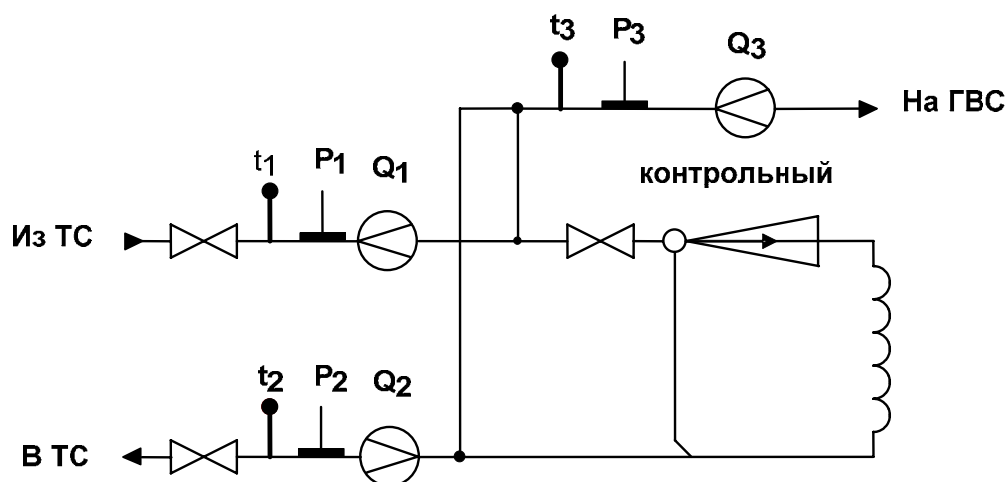 t3 P3 Q3
На ГВС
контрольный
t1 P1 Q1
Из ТС
t2 P2 Q2
В ТС